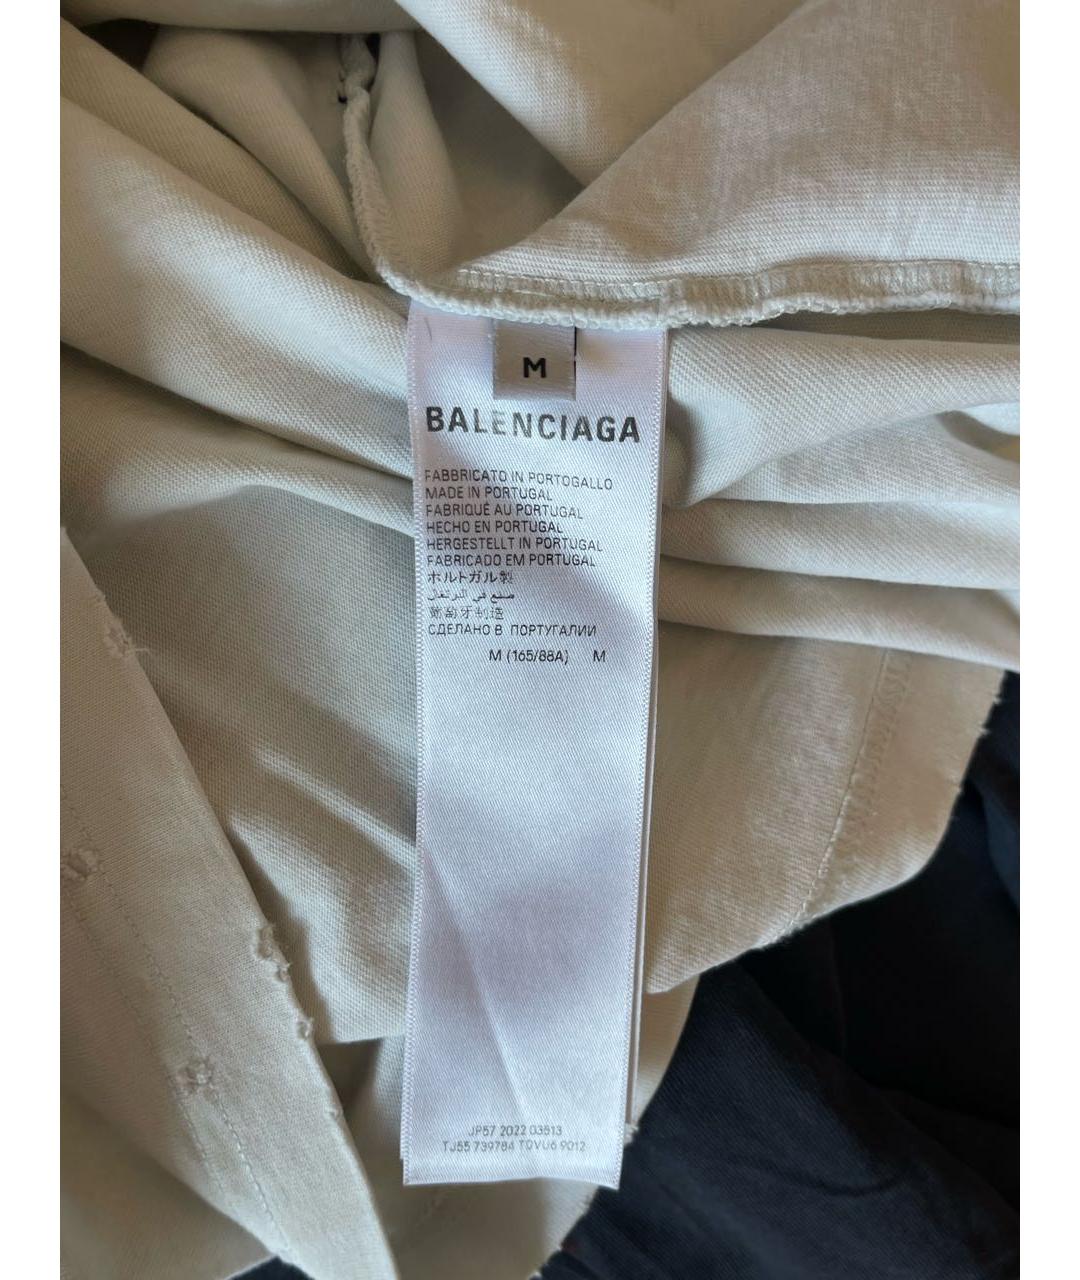 M
BALENCIAGA
FABBRICATO IN PORTOGALLO
MADE IN PORTUGAL
FABRIQUÉ AU PORTUGAL
HECHO EN PORTUGAL
HERGESTELLT IN PORTUGAL
FABRICADO EM PORTUGAL
ポルトガル製
صنع في البرتغال
葡萄牙制造
СДЕЛАНО В ПОРТУГАЛИИ
M (165/88A) M
JP57 2022 03513
TJ55 739784 TOVU6 9012